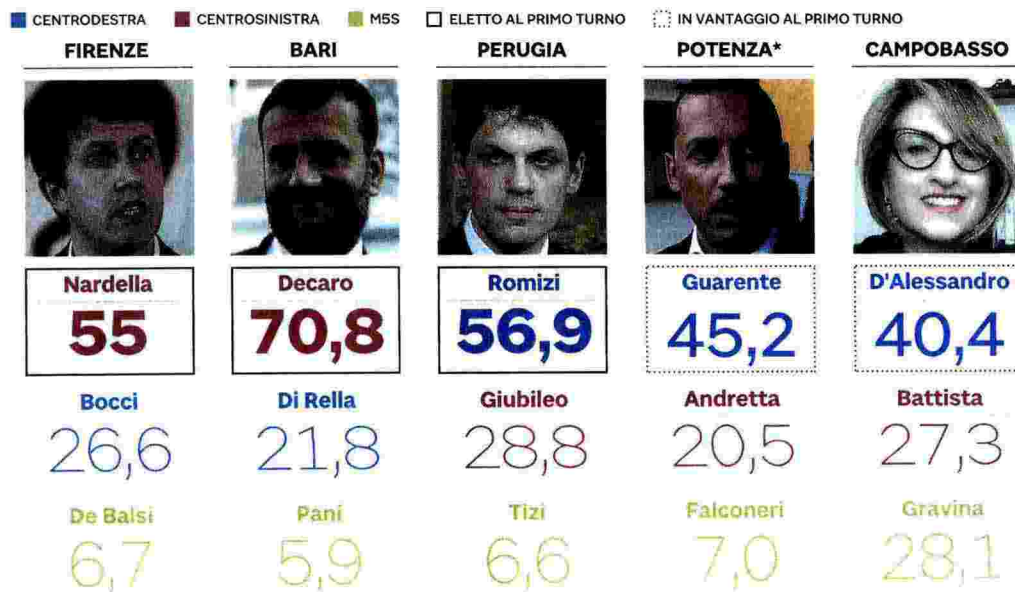 CENTRODESTRA CENTROSINISTRA M5S ELETTO AL PRIMO TURNO IN VANTAGGIO AL PRIMO TURNO
FIRENZE BARI PERUGIA POTENZA* CAMPOBASSO
Nardella Decaro Romizi Guarente D'Alessandro
55 70,8 56,9 45,2 40,4
Bocci Di Rella Giubileo Andretta Battista
26,6 21,8 28,8 20,5 27,3
De Balsi Pani Tizi Falconeri Gravina
6,7 5,9 6,6 7,0 28,1